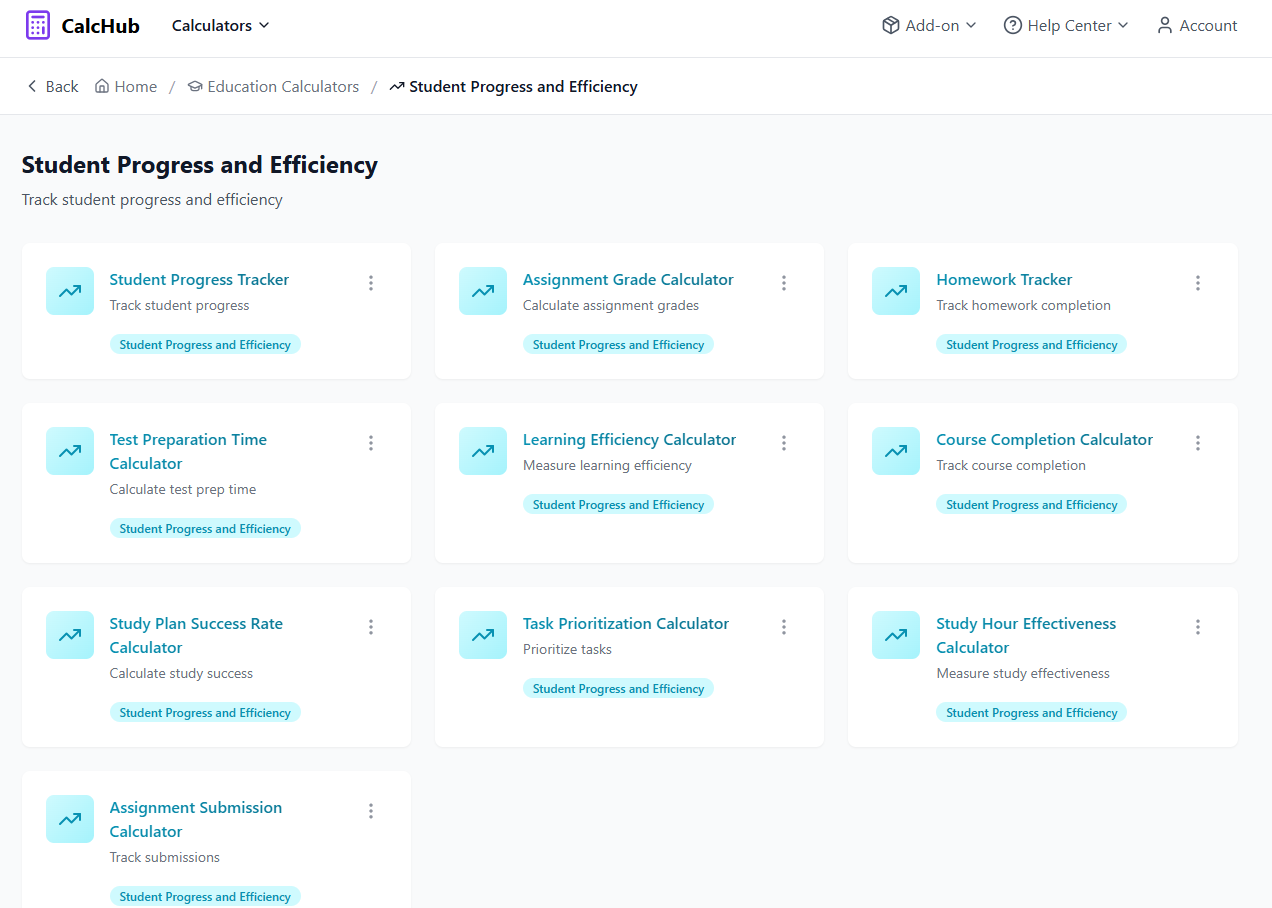 CalcHub
Calculators
Add-on
Help Center
Account
Back
Home
/
Education Calculators
/
Student Progress and Efficiency
Student Progress and Efficiency
Track student progress and efficiency
Student Progress Tracker
Track student progress
Student Progress and Efficiency
Assignment Grade Calculator
Calculate assignment grades
Student Progress and Efficiency
Homework Tracker
Track homework completion
Student Progress and Efficiency
Test Preparation Time
Calculator
Calculate test prep time
Student Progress and Efficiency
Learning Efficiency Calculator
Measure learning efficiency
Student Progress and Efficiency
Course Completion Calculator
Track course completion
Student Progress and Efficiency
Study Plan Success Rate
Calculator
Calculate study success
Student Progress and Efficiency
Task Prioritization Calculator
Prioritize tasks
Student Progress and Efficiency
Study Hour Effectiveness
Calculator
Measure study effectiveness
Student Progress and Efficiency
Assignment Submission
Calculator
Track submissions
Student Progress and Efficiency